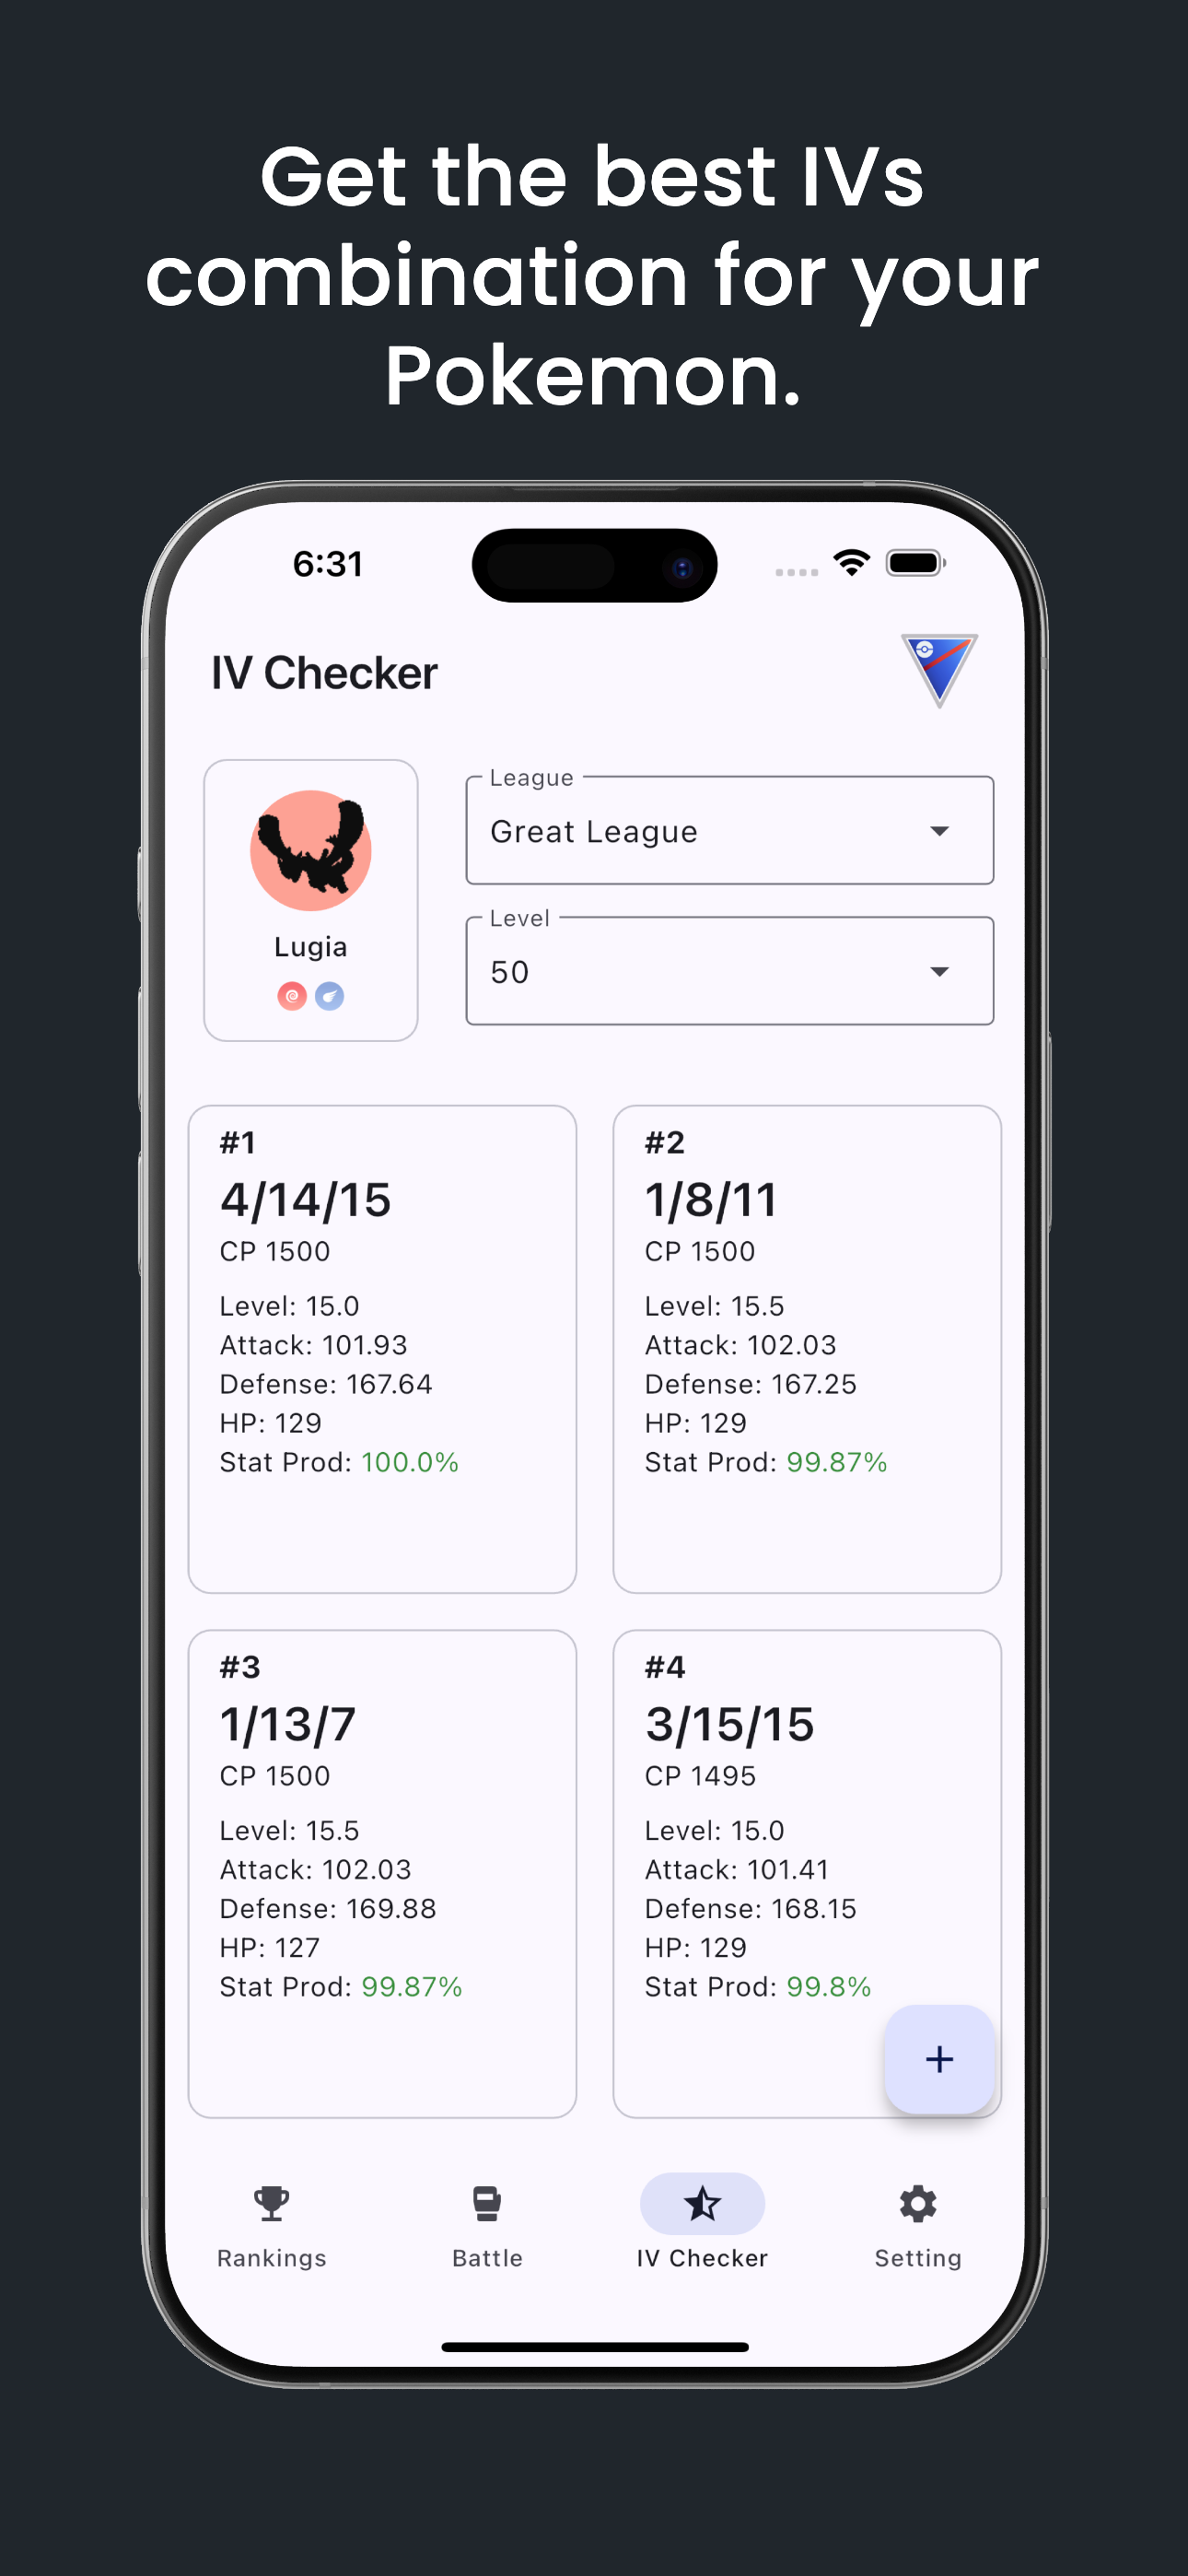 Get the best IVs
combination for your
Pokemon.
6:31
IV Checker
Lugia
League
Great League
Level
50
#1
4/14/15
CP 1500
Level: 15.0
Attack: 101.93
Defense: 167.64
HP: 129
Stat Prod: 100.0%
#2
1/8/11
CP 1500
Level: 15.5
Attack: 102.03
Defense: 167.25
HP: 129
Stat Prod: 99.87%
#3
1/13/7
CP 1500
Level: 15.5
Attack: 102.03
Defense: 169.88
HP: 127
Stat Prod: 99.87%
#4
3/15/15
CP 1495
Level: 15.0
Attack: 101.41
Defense: 168.15
HP: 129
Stat Prod: 99.8%
+
Rankings
Battle
IV Checker
Setting